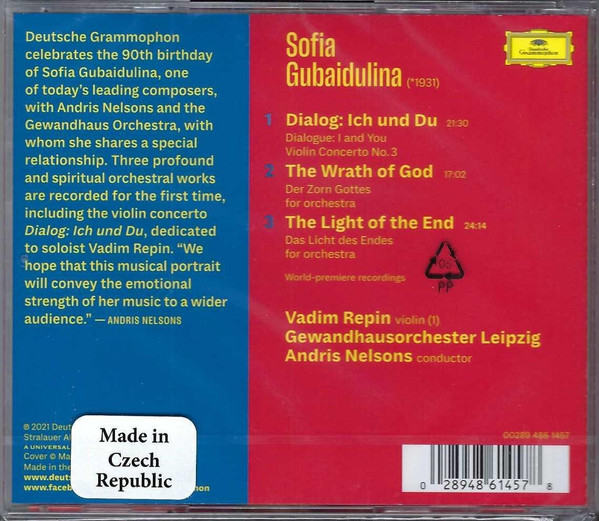 Deutsche Grammophon
celebrates the 90th birthday
of Sofia Gubaidulina, one
of today's leading composers,
with Andris Nelsons and the
Gewandhaus Orchestra, with
whom she shares a special
relationship. Three profound
and spiritual orchestral works
are recorded for the first time,
including the violin concerto
Dialog: Ich und Du, dedicated
to soloist Vadim Repin. "We
hope that this musical portrait
will convey the emotional
strength of her music to a wider
audience." — ANDRIS NELSONS
℗ 2021 Deut
Stralauer Al
A UNIVERSAL
Cover © Ma
Made in the
www.deut
www.faceb
mon
Made in
Czech
Republic
Sofia
Gubaidulina (*1931)
Deutsche
Grammophon
1 Dialog: Ich und Du 21:30
Dialogue: I and You
Violin Concerto No. 3
2 The Wrath of God 17:02
Der Zorn Gottes
for orchestra
3 The Light of the End 24:14
Das Licht des Endes
for orchestra
World-premiere recordings
PP
Vadim Repin violin (1)
Gewandhausorchester Leipzig
Andris Nelsons conductor
00289 486 1457
0 28948 61457 8